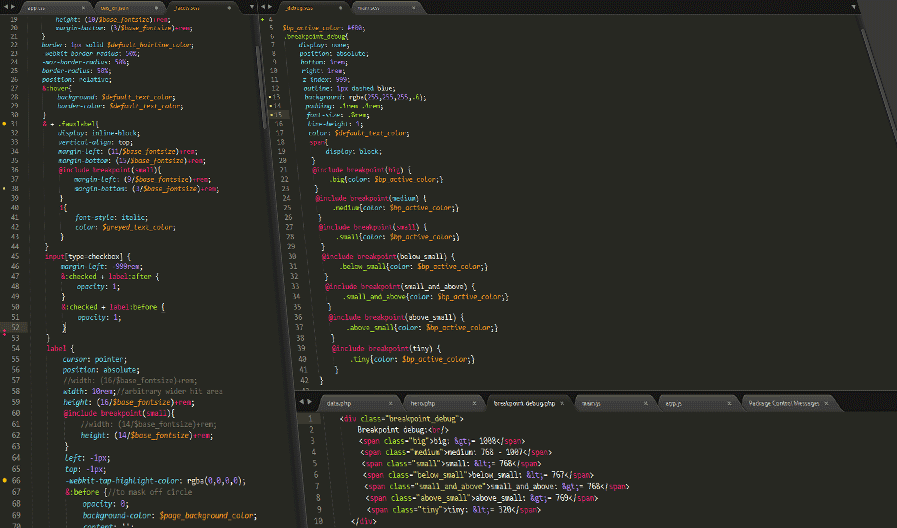 app.css
_debug.scss
main.scss
19 height: (10/$base_fontsize)+rem;
20 margin-bottom: (3/$base_fontsize)+rem;
21 }
22 border: 1px solid $default_hairline_color;
23 -webkit-border-radius: 50%;
24 -moz-border-radius: 50%;
25 border-radius: 50%;
26 position: relative;
27 &:hover{
28 background: $default_text_color;
29 border-color: $default_text_color;
30 }
31 & + .fauxlabel{
32 display: inline-block;
33 vertical-align: top;
34 margin-left: (11/$base_fontsize)+rem;
35 margin-bottom: (15/$base_fontsize)+rem;
36 @include breakpoint(small){
37 margin-left: (9/$base_fontsize)+rem;
38 margin-bottom: (3/$base_fontsize)+rem;
39 }
40 i{
41 font-style: italic;
42 color: $greyed_text_color;
43 }
44 }
45 input[type=checkbox] {
46 margin-left: -999rem;
47 &:checked + label:after {
48 opacity: 1;
49 }
50 &:checked + label:before {
51 opacity: 1;
52 }
53 }
54 label {
55 cursor: pointer;
56 position: absolute;
57 //width: (16/$base_fontsize)+rem;
58 width: 10rem;//arbitrary wider hit area
59 height: (16/$base_fontsize)+rem;
60 @include breakpoint(small){
61 //width: (14/$base_fontsize)+rem;
62 height: (14/$base_fontsize)+rem;
63 }
64 left: -1px;
65 top: -1px;
66 -webkit-tap-highlight-color: rgba(0,0,0,0);
67 &:before {//to mask off circle
68 opacity: 0;
69 background-color: $page_background_color;
70 content: '';
4
5 $bp_active_color: #f80;
6 .breakpoint_debug{
7 display: none;
8 position: absolute;
9 bottom: 1rem;
10 right: 1rem;
11 z-index: 999;
12 outline: 1px dashed blue;
13 background: rgba(255,255,255,.6);
14 padding: .1rem .4rem;
15 font-size: .8rem;
16 line-height: 1;
17 color: $default_text_color;
18 span{
19 display: block;
20 }
21 @include breakpoint(big) {
22 .big{color: $bp_active_color;}
23 }
24 @include breakpoint(medium) {
25 .medium{color: $bp_active_color;}
26 }
27 @include breakpoint(small) {
28 .small{color: $bp_active_color;}
29 }
30 @include breakpoint(below_small) {
31 .below_small{color: $bp_active_color;}
32 }
33 @include breakpoint(small_and_above) {
34 .small_and_above{color: $bp_active_color;}
35 }
36 @include breakpoint(above_small) {
37 .above_small{color: $bp_active_color;}
38 }
39 @include breakpoint(tiny) {
40 .tiny{color: $bp_active_color;}
41 }
42 }
data.php
hero.php
breakpoint-debug.php
main.js
app.js
Package Control Messages
1 <div class="breakpoint_debug">
2 Breakpoint debug:<br/>
3 <span class="big">big: &gt;= 1008</span>
4 <span class="medium">medium: 768 - 1007</span>
5 <span class="small">small: &lt;= 768</span>
6 <span class="below_small">below_small: &lt;= 767</span>
7 <span class="small_and_above">small_and_above: &gt;= 768</span>
8 <span class="above_small">above_small: &gt;= 769</span>
9 <span class="tiny">tiny: &lt;= 320</span>
10 </div>